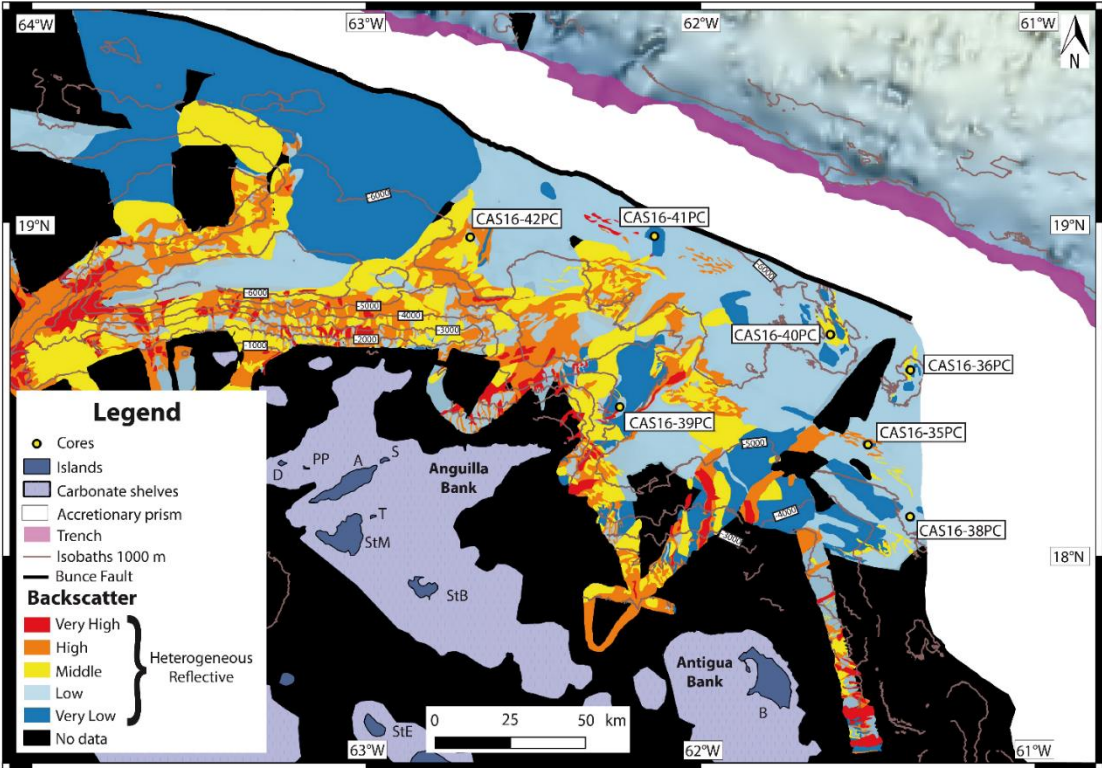 64°W
63°W
62°W
61°W
N
19°N
19°N
-6000
CAS16-42PC
CAS16-41PC
-6000
-6000
-5000
-4000
-3000
-2000
-1000
CAS16-40PC
CAS16-36PC
CAS16-39PC
CAS16-35PC
-5000
-4000
-3000
CAS16-38PC
18°N
Legend
Cores
Islands
Carbonate shelves
Accretionary prism
Trench
Isobaths 1000 m
Bunce Fault
Backscatter
Very High
High
Middle
Low
Very Low
No data
Heterogeneous
Reflective
D
PP
A
S
Anguilla
Bank
T
StM
StB
Antigua
Bank
B
StE
0 25 50 km
63°W
62°W
61°W